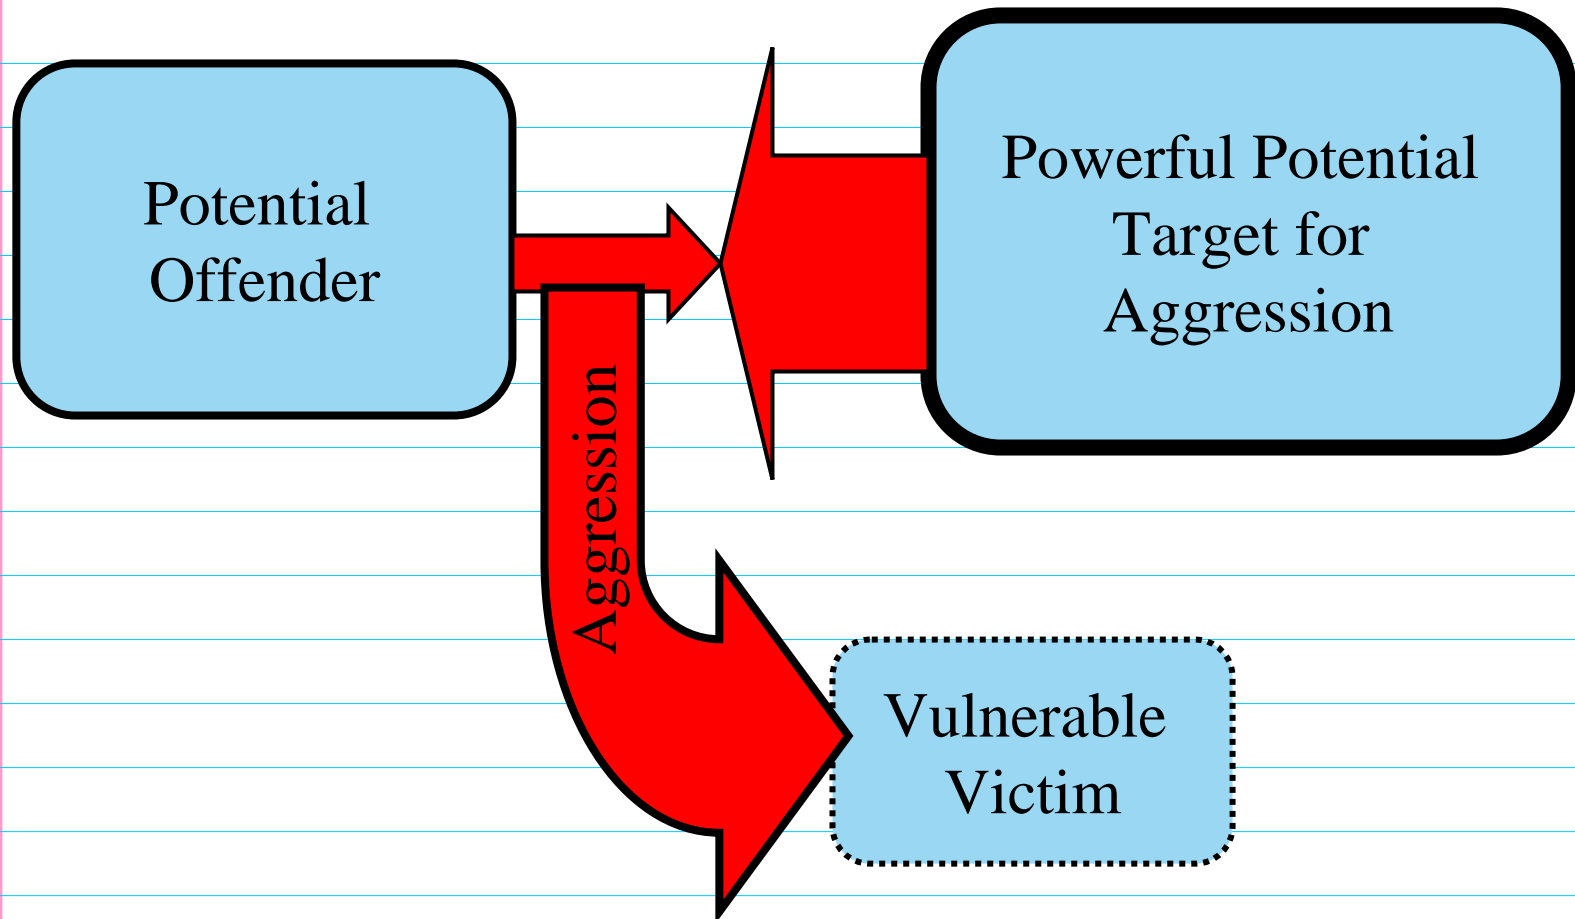 Potential
Offender
Powerful Potential
Target for
Aggression
Aggression
Vulnerable
Victim